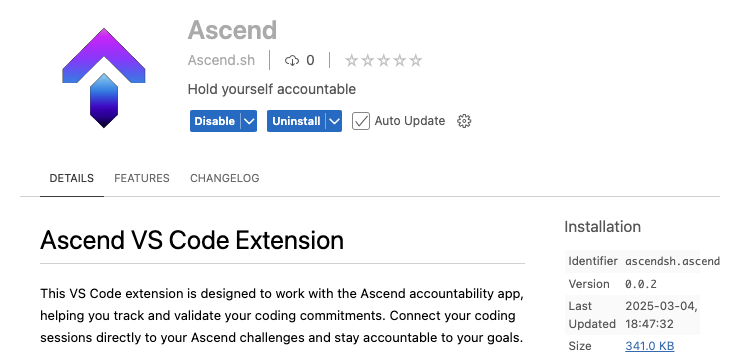 Ascend
Ascend.sh 0
Hold yourself accountable
Disable Uninstall Auto Update
DETAILS FEATURES CHANGELOG
Ascend VS Code Extension
This VS Code extension is designed to work with the Ascend accountability app,
helping you track and validate your coding commitments. Connect your coding
sessions directly to your Ascend challenges and stay accountable to your goals.
Installation
Identifier ascendsh.ascend
Version 0.0.2
Last 2025-03-04,
Updated 18:47:32
Size 341.0 KB